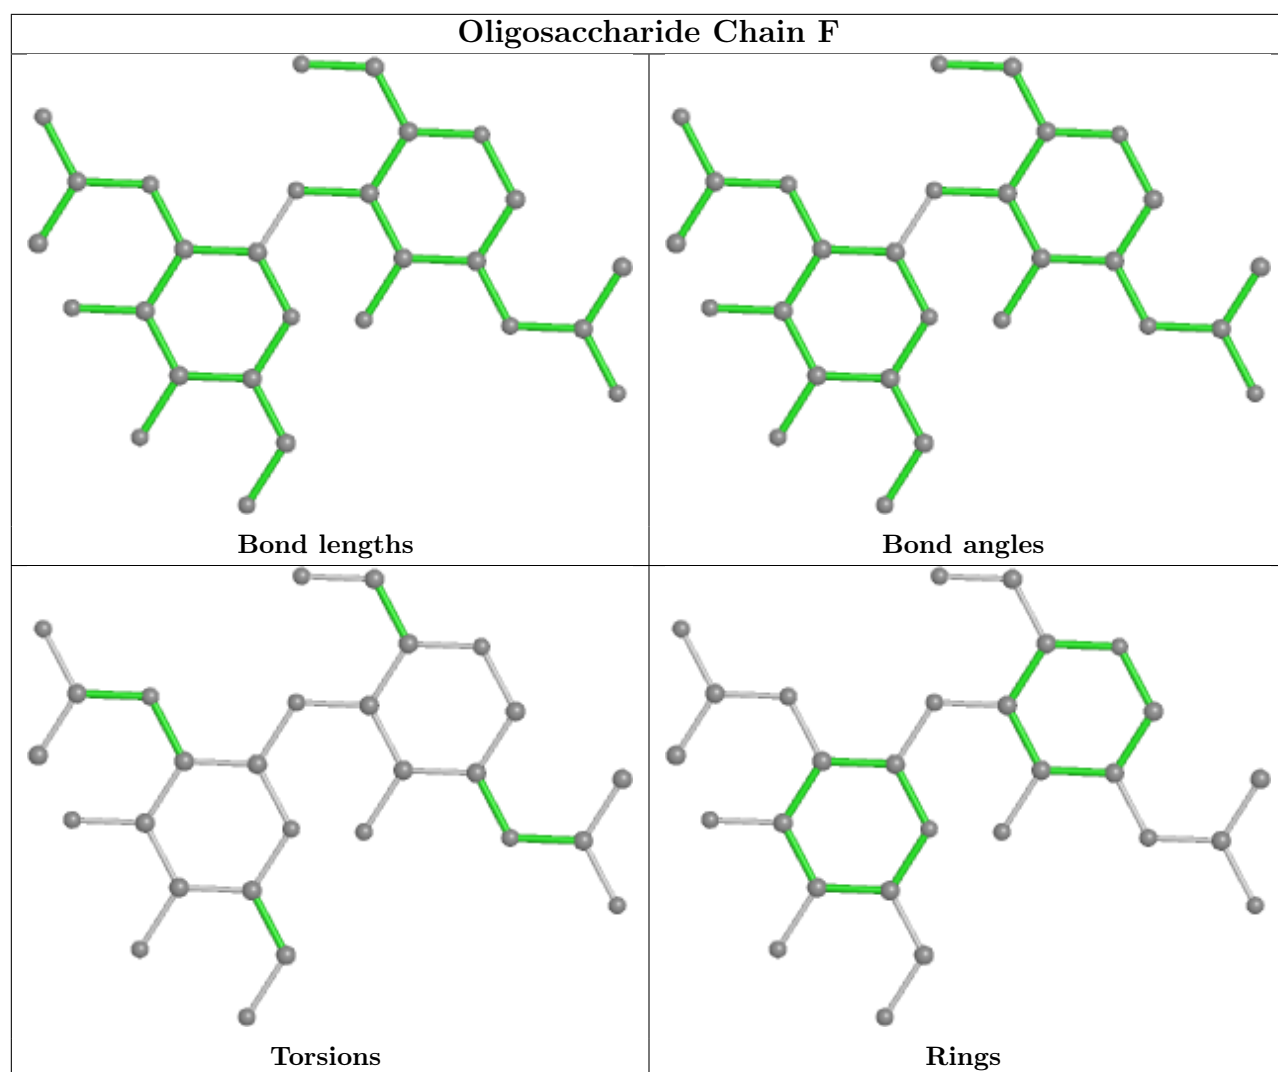 Oligosaccharide Chain F
Bond lengths
Bond angles
Torsions
Rings